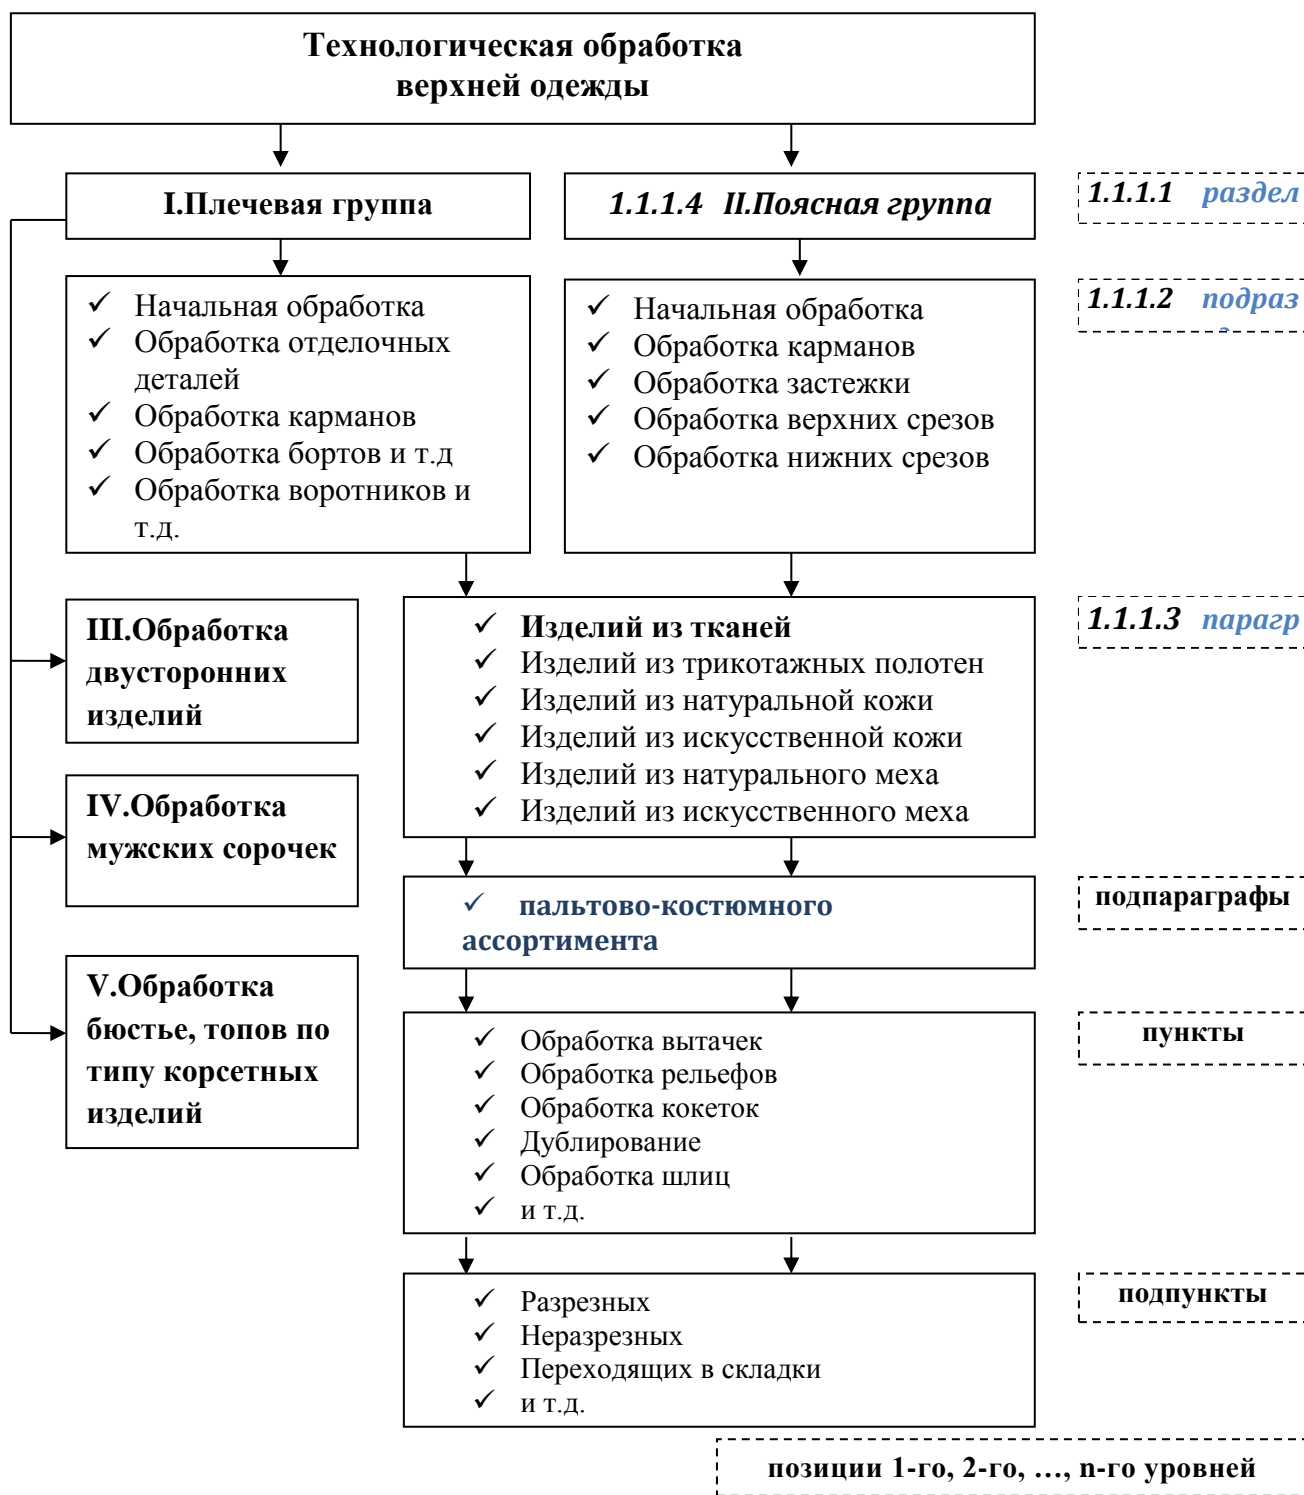 Технологическая обработка
верхней одежды
I.Плечевая группа
1.1.1.4 II.Поясная группа
1.1.1.1 раздел
✓ Начальная обработка
✓ Обработка отделочных
деталей
✓ Обработка карманов
✓ Обработка бортов и т.д
✓ Обработка воротников и
т.д.
✓ Начальная обработка
✓ Обработка карманов
✓ Обработка застежки
✓ Обработка верхних срезов
✓ Обработка нижних срезов
1.1.1.2 подраз
III.Обработка
двусторонних
изделий
IV.Обработка
мужских сорочек
V.Обработка
бюстье, топов по
типу корсетных
изделий
✓ Изделий из тканей
✓ Изделий из трикотажных полотен
✓ Изделий из натуральной кожи
✓ Изделий из искусственной кожи
✓ Изделий из натурального меха
✓ Изделий из искусственного меха
1.1.1.3 парагр
✓ пальтово-костюмного
ассортимента
подпараграфы
✓ Обработка вытачек
✓ Обработка рельефов
✓ Обработка кокеток
✓ Дублирование
✓ Обработка шлиц
✓ и т.д.
пункты
✓ Разрезных
✓ Неразрезных
✓ Переходящих в складки
✓ и т.д.
подпункты
позиции 1-го, 2-го, …, n-го уровней